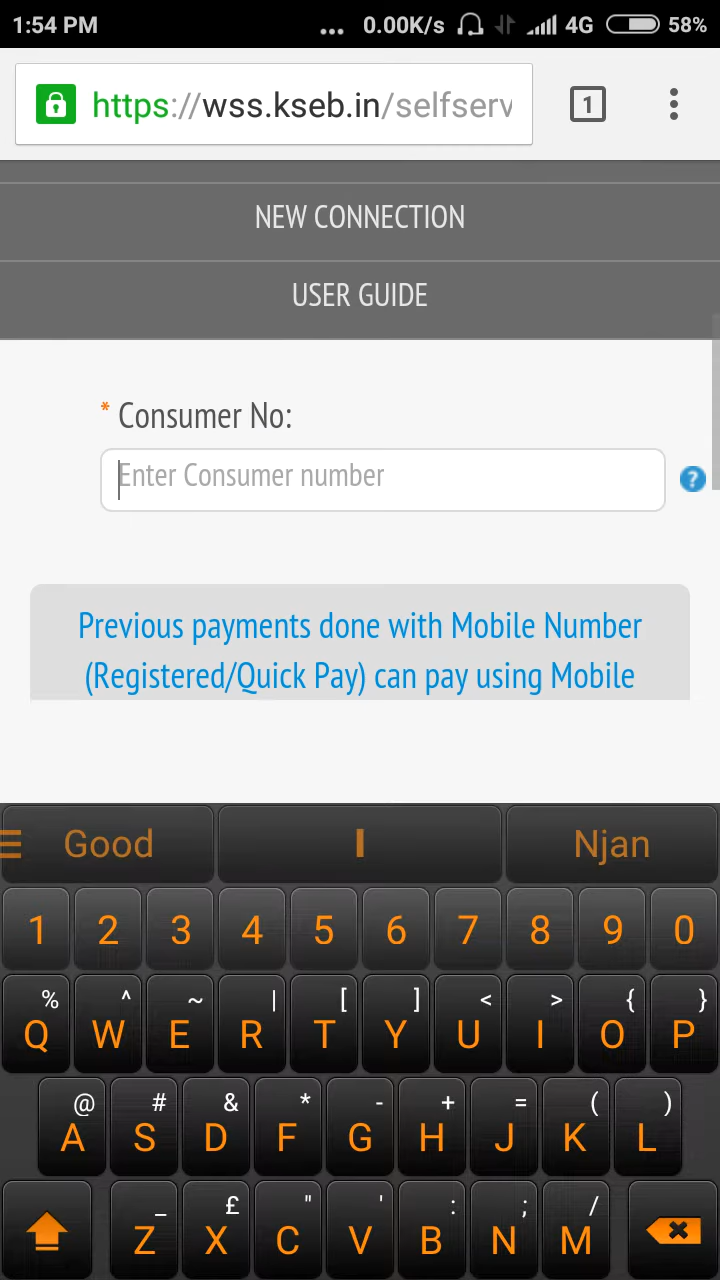 1:54 PM ... 0.00K/s 4G 58%
https://wss.kseb.in/selfserv 1
NEW CONNECTION
USER GUIDE
* Consumer No:
Enter Consumer number ?
Previous payments done with Mobile Number
(Registered/Quick Pay) can pay using Mobile
Good I Njan
1 2 3 4 5 6 7 8 9 0
% ^ ~ | [ ] < > { }
Q W E R T Y U I O P
@ # & * - + = ( )
A S D F G H J K L
_ £ " ' : ; /
Z X C V B N M